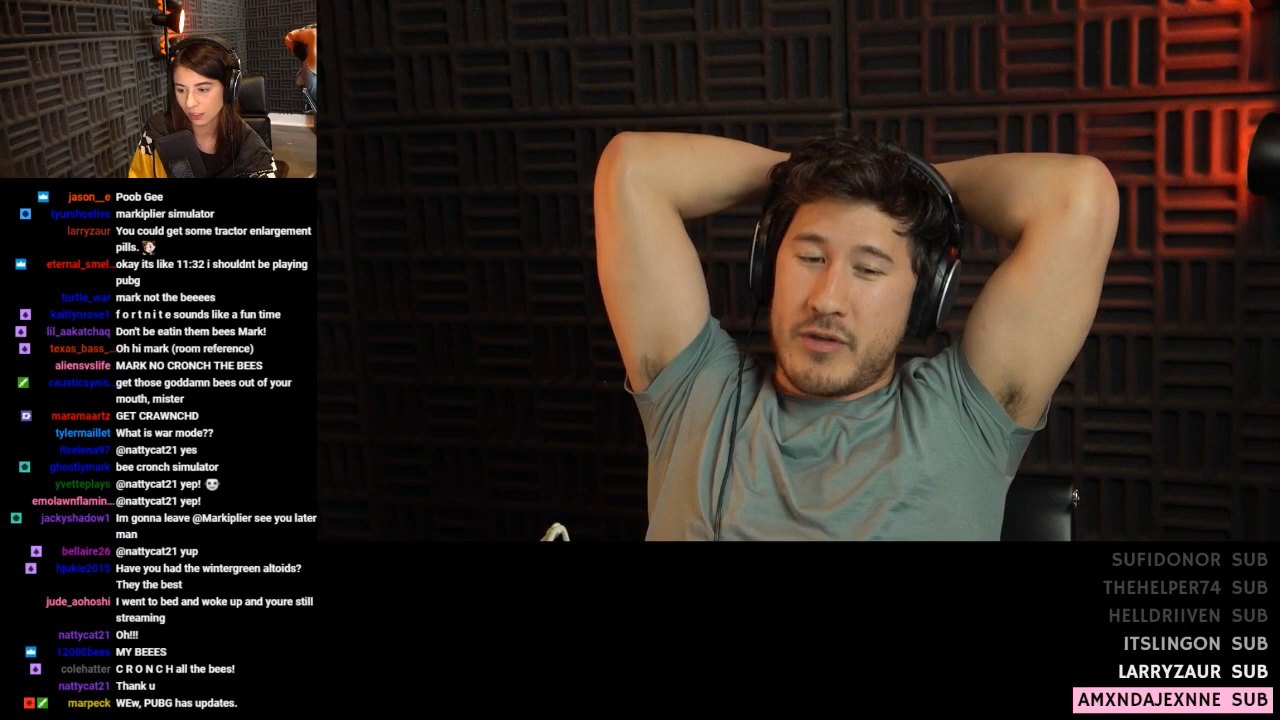 jason__e Poob Gee
tyurshoelive markiplier simulator
larryzaur You could get some tractor enlargement
pills.
eternal_smel... okay its like 11:32 i shouldnt be playing
pubg
turtle_war mark not the beeees
kaitlynrose1 f o r t n i t e sounds like a fun time
lil_aakatchaq Don't be eatin them bees Mark!
texas_bass_... Oh hi mark (room reference)
aliensvslife MARK NO CRONCH THE BEES
causticsynis... get those goddamn bees out of your
mouth, mister
maramaartz GET CRAWNCHD
tylermaillet What is war mode??
itselena97 @nattycat21 yes
ghostlymark bee cronch simulator
yvetteplays @nattycat21 yep!
emolawnflamin... @nattycat21 yep!
jackyshadow1 Im gonna leave @Markiplier see you later
man
bellaire26 @nattycat21 yup
hjukie2015 Have you had the wintergreen altoids?
They the best
jude_aohoshi I went to bed and woke up and youre still
streaming
nattycat21 Oh!!!
12000bees MY BEEES
colehatter C R O N C H all the bees!
nattycat21 Thank u
marpeck WEw, PUBG has updates.
SUFIDONOR SUB
THEHELPER74 SUB
HELLDRIIVEN SUB
ITSLINGON SUB
LARRYZAUR SUB
AMXNDAJEXNNE SUB